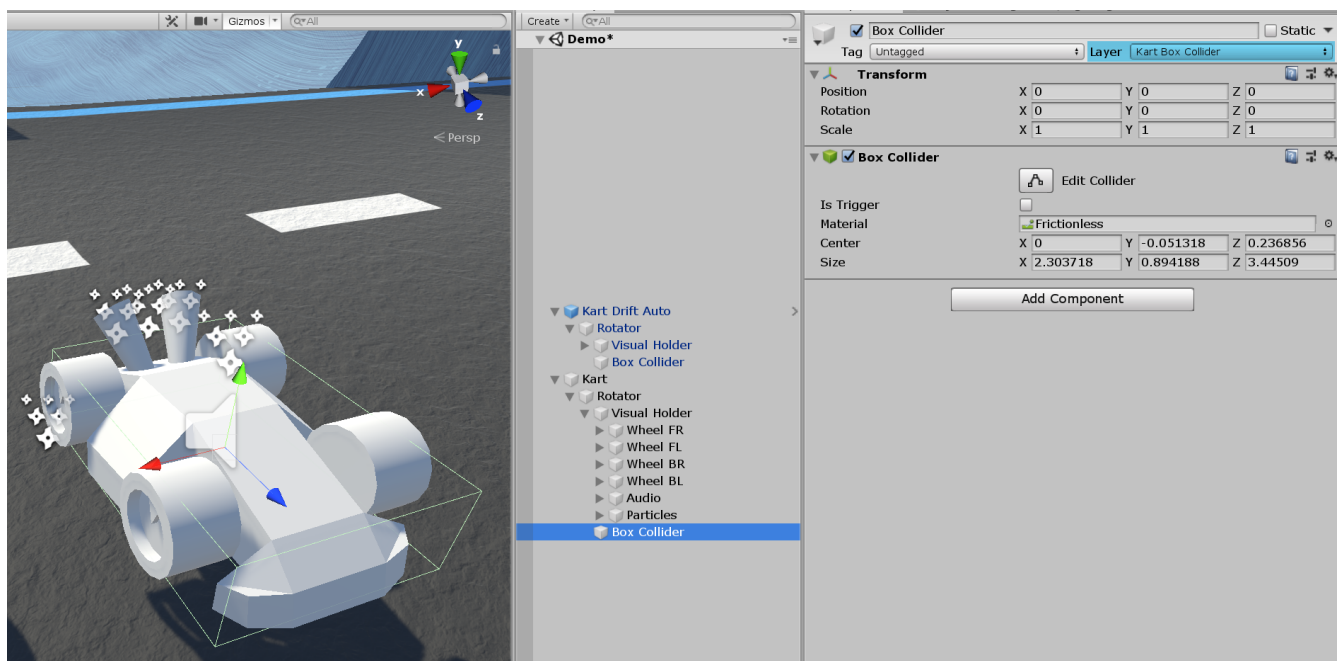 Gizmos
All
y
x
z
Persp
Create
All
Demo*
Kart Drift Auto
Rotator
Visual Holder
Box Collider
Kart
Rotator
Visual Holder
Wheel FR
Wheel FL
Wheel BR
Wheel BL
Audio
Particles
Box Collider
Box Collider Static
Tag Untagged Layer Kart Box Collider
Transform
Position X 0 Y 0 Z 0
Rotation X 0 Y 0 Z 0
Scale X 1 Y 1 Z 1
Box Collider
Edit Collider
Is Trigger
Material Frictionless
Center X 0 Y -0.051318 Z 0.236856
Size X 2.303718 Y 0.894188 Z 3.44509
Add Component